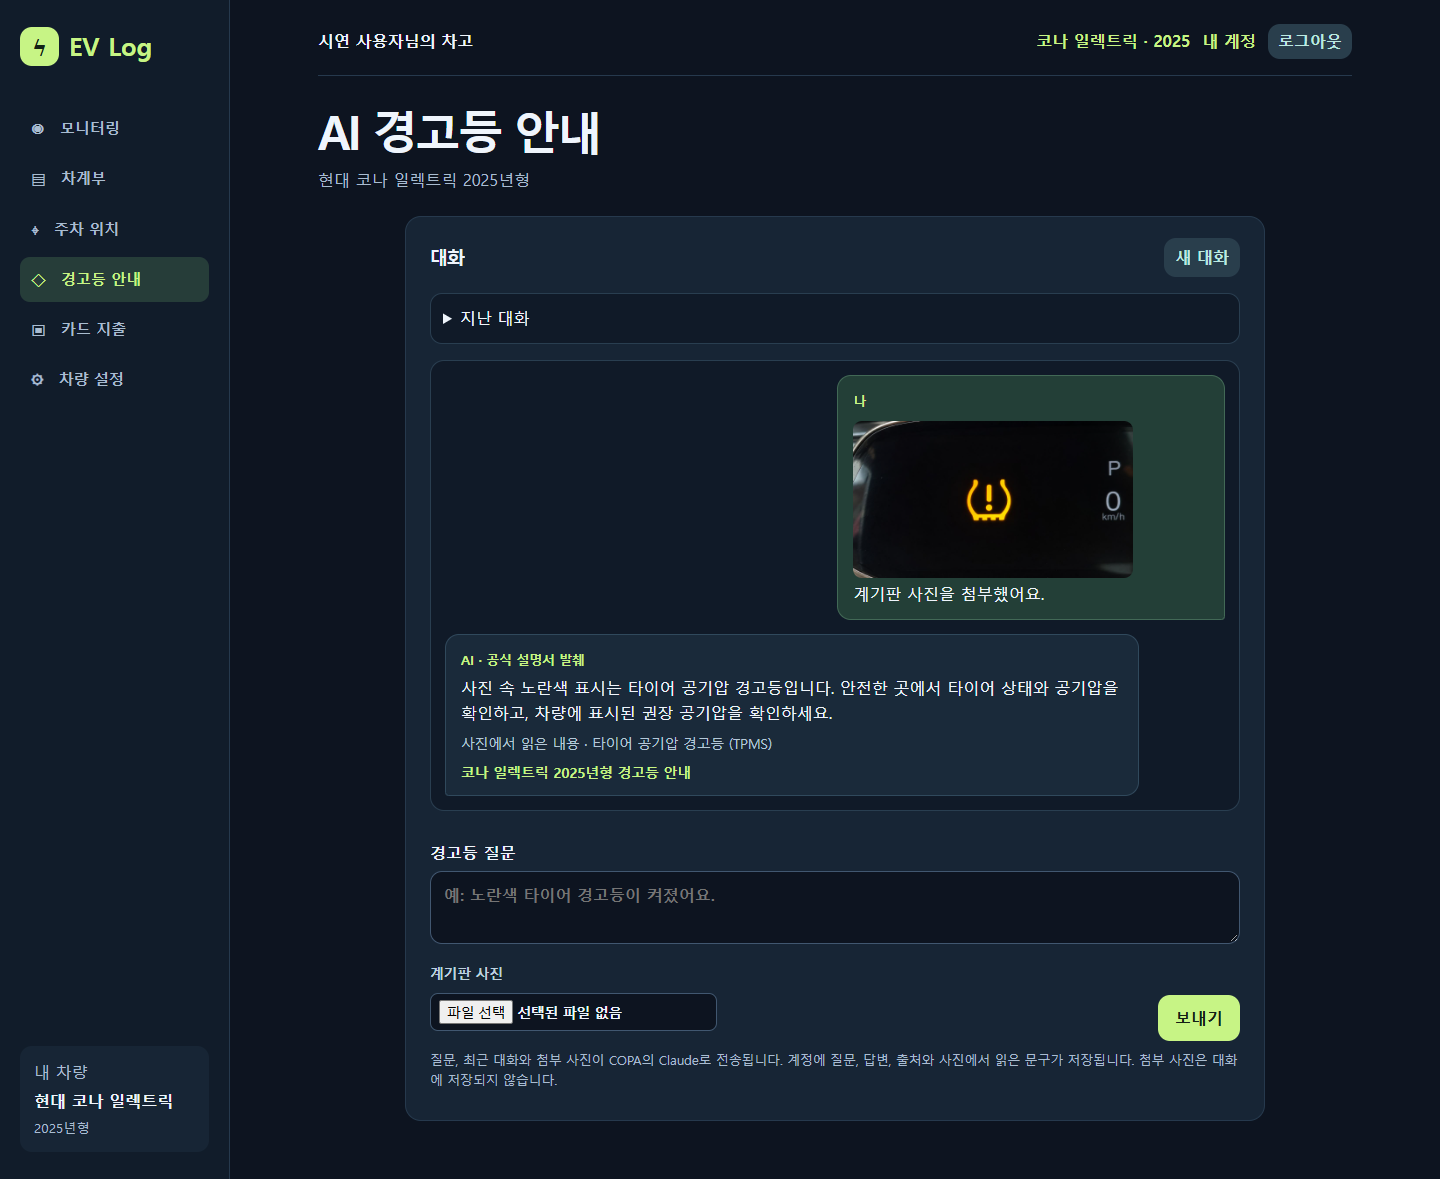 EV Log
모니터링
차계부
주차 위치
경고등 안내
카드 지출
차량 설정
내 차량
현대 코나 일렉트릭
2025년형
시연 사용자님의 차고
코나 일렉트릭 · 2025 내 계정 로그아웃
AI 경고등 안내
현대 코나 일렉트릭 2025년형
대화
새 대화
▶ 지난 대화
나
P
0
km/h
계기판 사진을 첨부했어요.
AI · 공식 설명서 발췌
사진 속 노란색 표시는 타이어 공기압 경고등입니다. 안전한 곳에서 타이어 상태와 공기압을
확인하고, 차량에 표시된 권장 공기압을 확인하세요.
사진에서 읽은 내용 · 타이어 공기압 경고등 (TPMS)
코나 일렉트릭 2025년형 경고등 안내
경고등 질문
예: 노란색 타이어 경고등이 켜졌어요.
계기판 사진
파일 선택 선택된 파일 없음
보내기
질문, 최근 대화와 첨부 사진이 COPA의 Claude로 전송됩니다. 계정에 질문, 답변, 출처와 사진에서 읽은 문구가 저장됩니다. 첨부 사진은 대화
에 저장되지 않습니다.